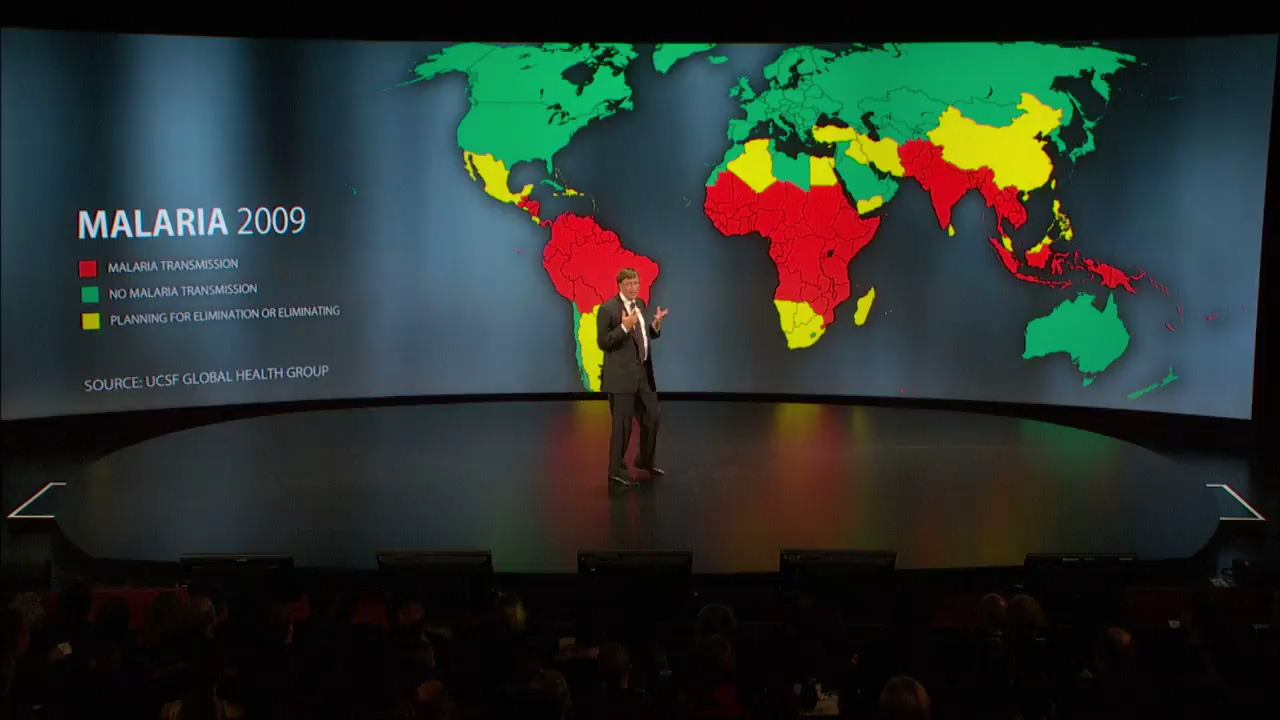 MALARIA 2009
MALARIA TRANSMISSION
NO MALARIA TRANSMISSION
PLANNING FOR ELIMINATION OR ELIMINATING
SOURCE: UCSF GLOBAL HEALTH GROUP